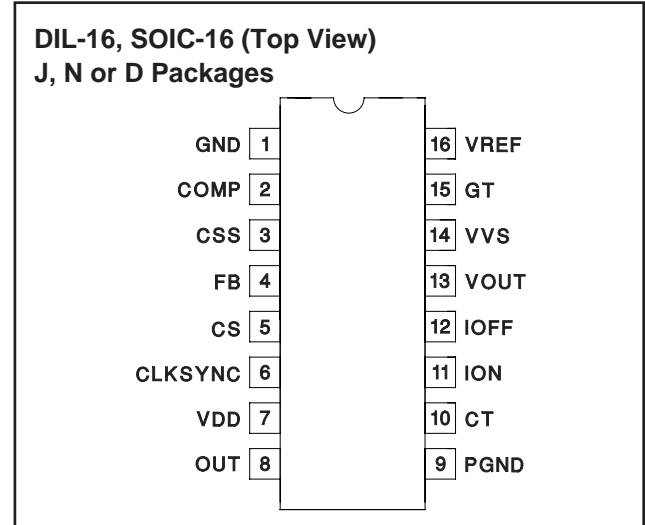 DIL-16, SOIC-16 (Top View)
J, N or D Packages
GND 1 16 VREF
COMP 2 15 GT
CSS 3 14 VVS
FB 4 13 VOUT
CS 5 12 IOFF
CLKSYNC 6 11 ION
VDD 7 10 CT
OUT 8 9 PGND